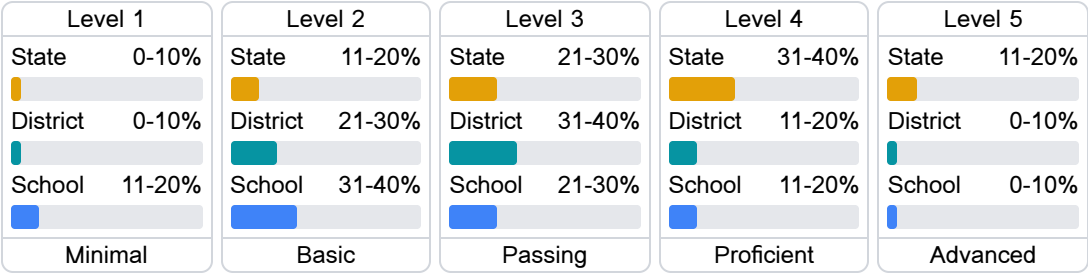 Level 1
State 0-10%
District 0-10%
School 11-20%
Minimal
Level 2
State 11-20%
District 21-30%
School 31-40%
Basic
Level 3
State 21-30%
District 31-40%
School 21-30%
Passing
Level 4
State 31-40%
District 11-20%
School 11-20%
Proficient
Level 5
State 11-20%
District 0-10%
School 0-10%
Advanced